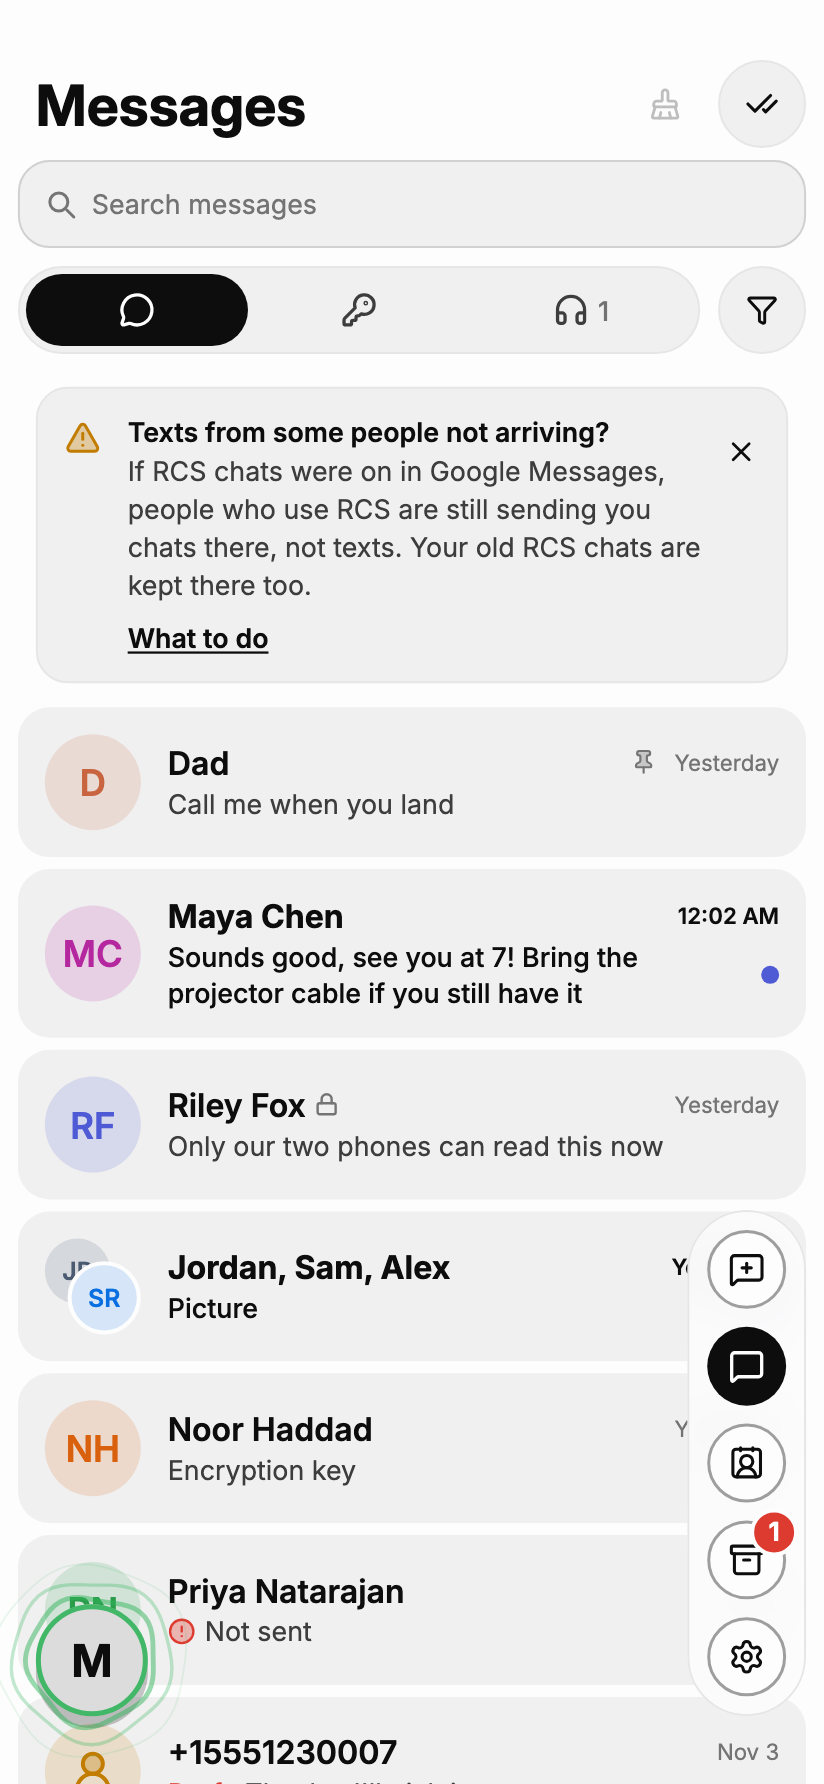 Messages
Search messages
1
Texts from some people not arriving?
If RCS chats were on in Google Messages,
people who use RCS are still sending you
chats there, not texts. Your old RCS chats are
kept there too.
What to do
D
Dad
Yesterday
Call me when you land
MC
Maya Chen
12:02 AM
Sounds good, see you at 7! Bring the
projector cable if you still have it
RF
Riley Fox
Yesterday
Only our two phones can read this now
SR
Jordan, Sam, Alex
Picture
NH
Noor Haddad
Encryption key
1
Priya Natarajan
Not sent
M
+15551230007
Nov 3